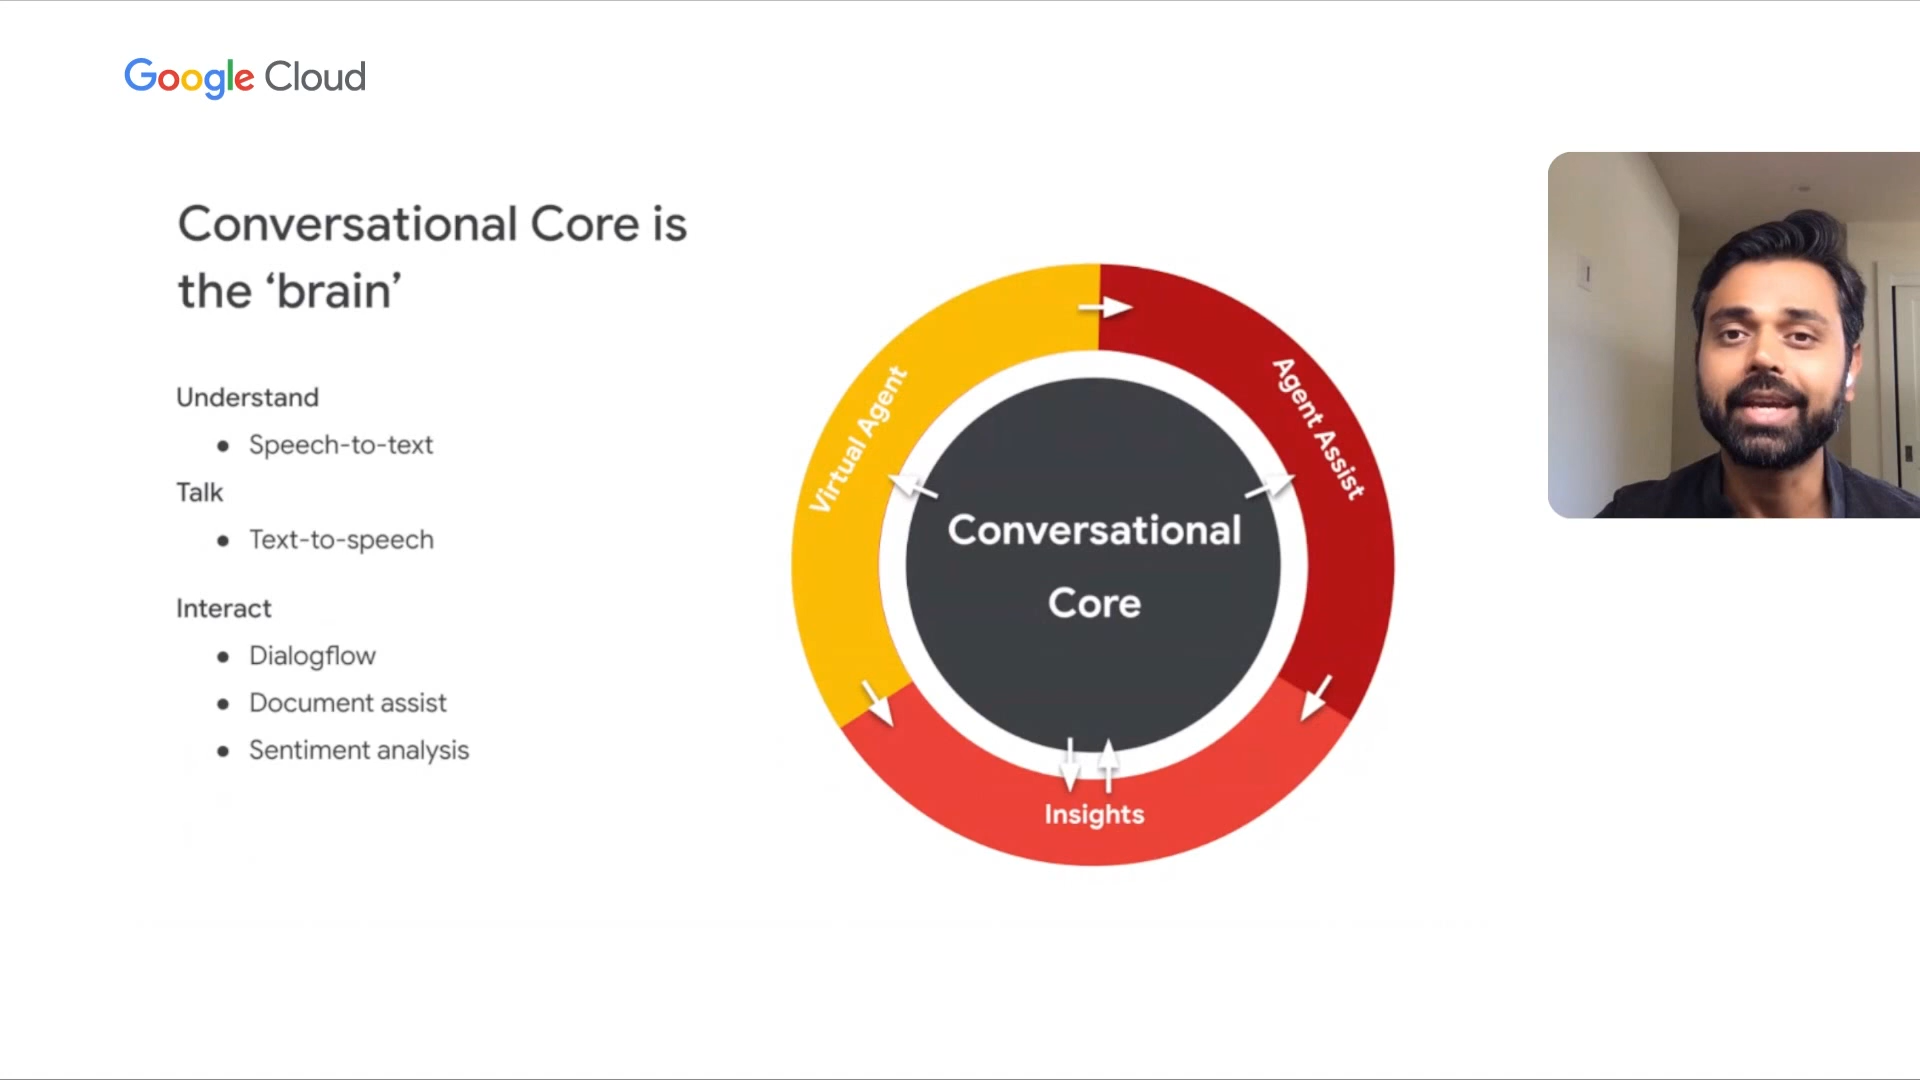 Google Cloud
Conversational Core is
the ‘brain’
Understand
● Speech-to-text
Talk
● Text-to-speech
Interact
● Dialogflow
● Document assist
● Sentiment analysis
Virtual Agent
Agent Assist
Conversational
Core
Insights